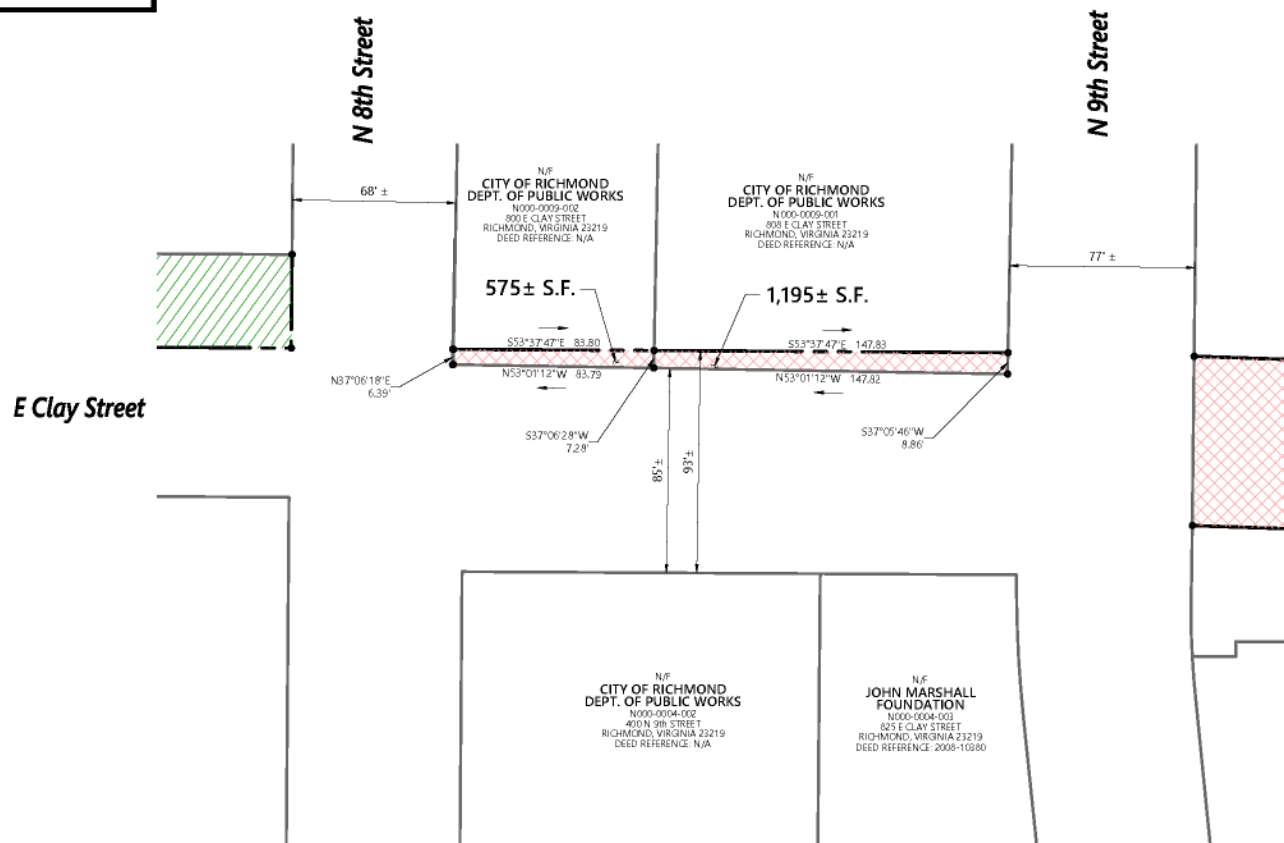 N 8th Street
N 9th Street
68' ±
N/F
CITY OF RICHMOND
DEPT. OF PUBLIC WORKS
N000-0009-002
800 E CLAY STREET
RICHMOND, VIRGINIA 23219
DEED REFERENCE: N/A
N/F
CITY OF RICHMOND
DEPT. OF PUBLIC WORKS
N000-0009-001
808 E CLAY STREET
RICHMOND, VIRGINIA 23219
DEED REFERENCE: N/A
77' ±
575± S.F.
1,195± S.F.
S53°37'47"E 83.80
S53°37'47"E 147.83
N53°01'12"W 83.79
N53°01'12"W 147.82
N37°06'18"E
6.39'
E Clay Street
S37°06'28"W
7.28'
S37°05'46"W
8.86'
85'±
93'±
N/F
CITY OF RICHMOND
DEPT. OF PUBLIC WORKS
N000-0004-002
400 N 9th STREET
RICHMOND, VIRGINIA 23219
DEED REFERENCE: N/A
N/F
JOHN MARSHALL
FOUNDATION
N000-0004-003
825 E CLAY STREET
RICHMOND, VIRGINIA 23219
DEED REFERENCE: 2008-10380